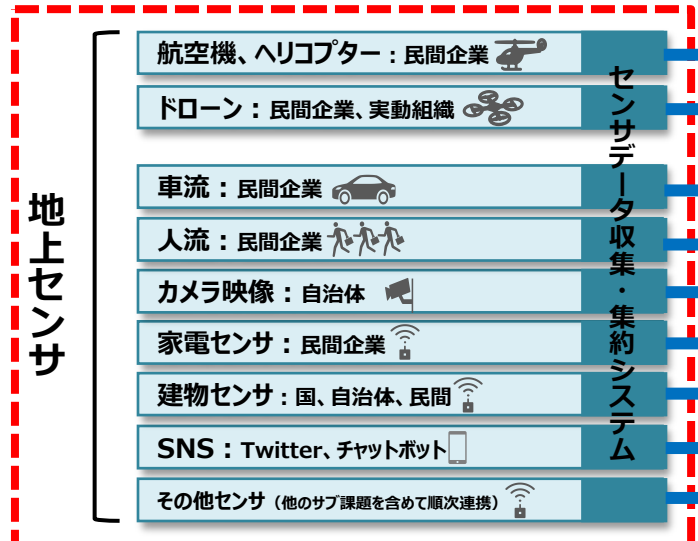 地上センサ
航空機、ヘリコプター：民間企業
ドローン：民間企業、実動組織
車流：民間企業
人流：民間企業
カメラ映像：自治体
家電センサ：民間企業
建物センサ：国、自治体、民間
SNS：Twitter、チャットボット
その他センサ（他のサブ課題を含めて順次連携）
センサデータ収集・集約システム